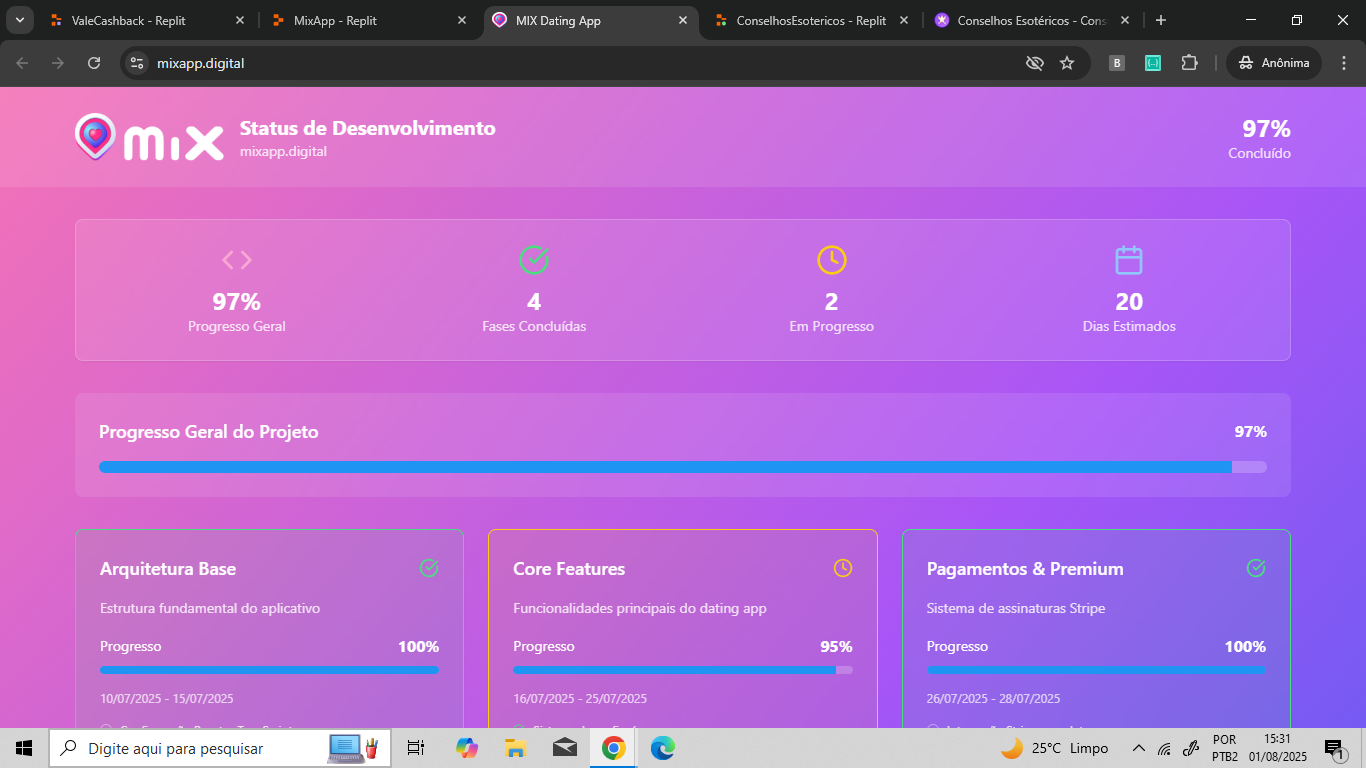 ValeCashback - Replit
MixApp - Replit
MIX Dating App
ConselhosEsotericos - Replit
Conselhos Esotéricos - Cons
mixapp.digital
B
Anônima
mix
Status de Desenvolvimento
mixapp.digital
97%
Concluído
97%
Progresso Geral
4
Fases Concluídas
2
Em Progresso
20
Dias Estimados
Progresso Geral do Projeto
97%
Arquitetura Base
Estrutura fundamental do aplicativo
Progresso
100%
10/07/2025 - 15/07/2025
Core Features
Funcionalidades principais do dating app
Progresso
95%
16/07/2025 - 25/07/2025
Pagamentos & Premium
Sistema de assinaturas Stripe
Progresso
100%
26/07/2025 - 28/07/2025
Digite aqui para pesquisar
25°C Limpo
POR
PTB2
15:31
01/08/2025
1